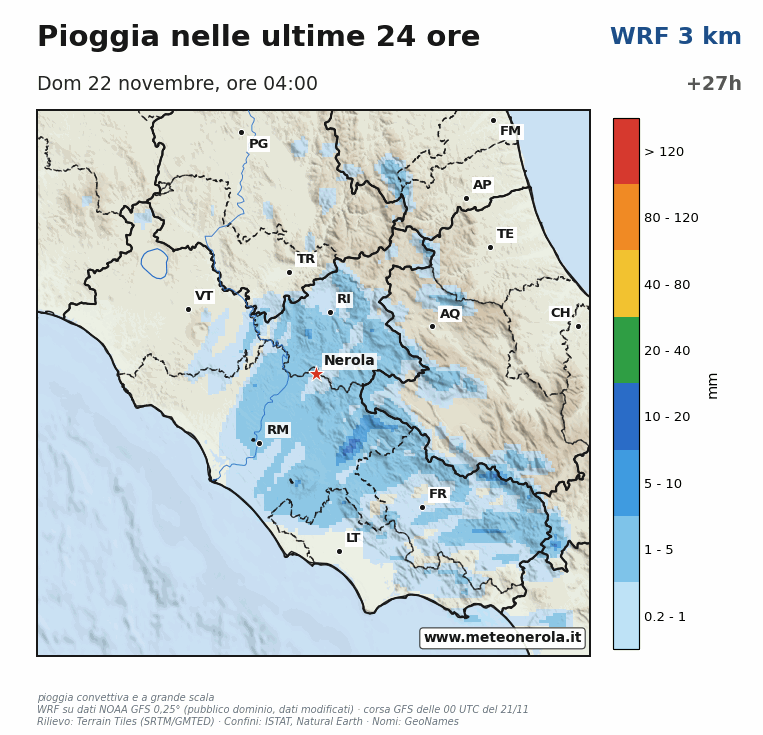 Pioggia nelle ultime 24 ore
WRF 3 km
Dom 22 novembre, ore 04:00
+27h
FM
PG
AP
TE
TR
VT
RI
AQ
CH
Nerola
RM
FR
LT
www.meteonerola.it
> 120
80 - 120
40 - 80
20 - 40
10 - 20
5 - 10
1 - 5
0.2 - 1
mm
pioggia convettiva e a grande scala
WRF su dati NOAA GFS 0,25° (pubblico dominio, dati modificati) · corsa GFS delle 00 UTC del 21/11
Rilievo: Terrain Tiles (SRTM/GMTED) · Confini: ISTAT, Natural Earth · Nomi: GeoNames